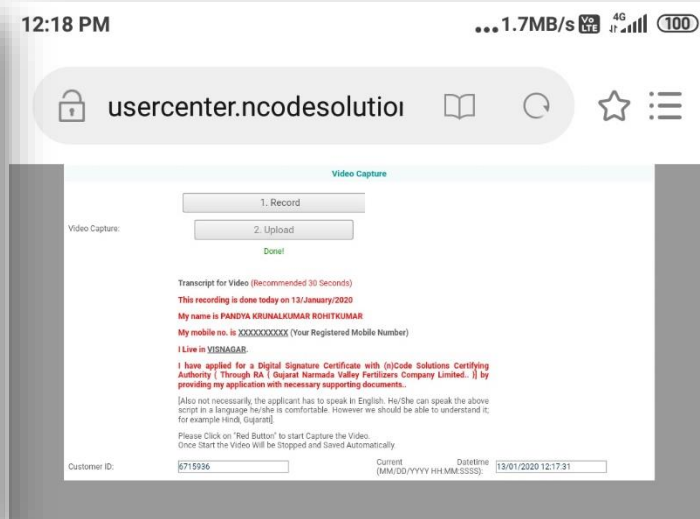 12:18 PM
...1.7MB/s Vo LTE 4G 100
usercenter.ncodesolution
Video Capture
1. Record
Video Capture:
2. Upload
Done!
Transcript for Video (Recommended 30 Seconds)
This recording is done today on 13/January/2020
My name is PANDYA KRUNALKUMAR ROHITKUMAR
My mobile no. is XXXXXXXXXX (Your Registered Mobile Number)
I Live in VISNAGAR.
I have applied for a Digital Signature Certificate with (n)Code Solutions Certifying
Authority ( Through RA ( Gujarat Narmada Valley Fertilizers Company Limited.. )] by
providing my application with necessary supporting documents..
[Also not necessarily, the applicant has to speak in English. He/She can speak the above
script in a language he/she is comfortable. However we should be able to understand it;
for example Hindi, Gujarati]
Please Click on "Red Button" to start Capture the Video.
Once Start the Video Will be Stopped and Saved Automatically.
Customer ID: 6715936
Current Datetime
(MM/DD/YYYY HH:MM:SSSS): 13/01/2020 12:17:31